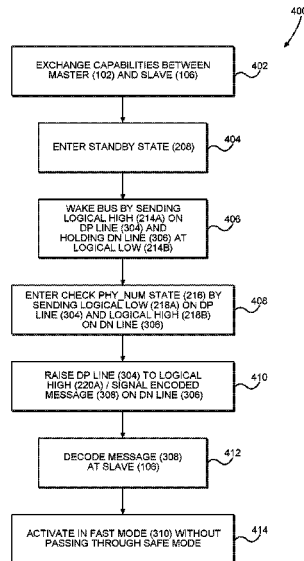 400
EXCHANGE CAPABILITIES BETWEEN
MASTER (102) AND SLAVE (106)
402
ENTER STANDBY STATE (208)
404
WAKE BUS BY SENDING
LOGICAL HIGH (214A) ON
DP LINE (304) AND
HOLDING DN LINE (306) AT
LOGICAL LOW (214B)
406
ENTER CHECK PHY_NUM STATE (216) BY
SENDING LOGICAL LOW (218A) ON DP
LINE (304) AND LOGICAL HIGH (218B)
ON DN LINE (306)
408
RAISE DP LINE (304) TO LOGICAL
HIGH (220A) / SIGNAL ENCODED
MESSAGE (308) ON DN LINE (306)
410
DECODE MESSAGE (308)
AT SLAVE (106)
412
ACTIVATE IN FAST MODE (310) WITHOUT
PASSING THROUGH SAFE MODE
414